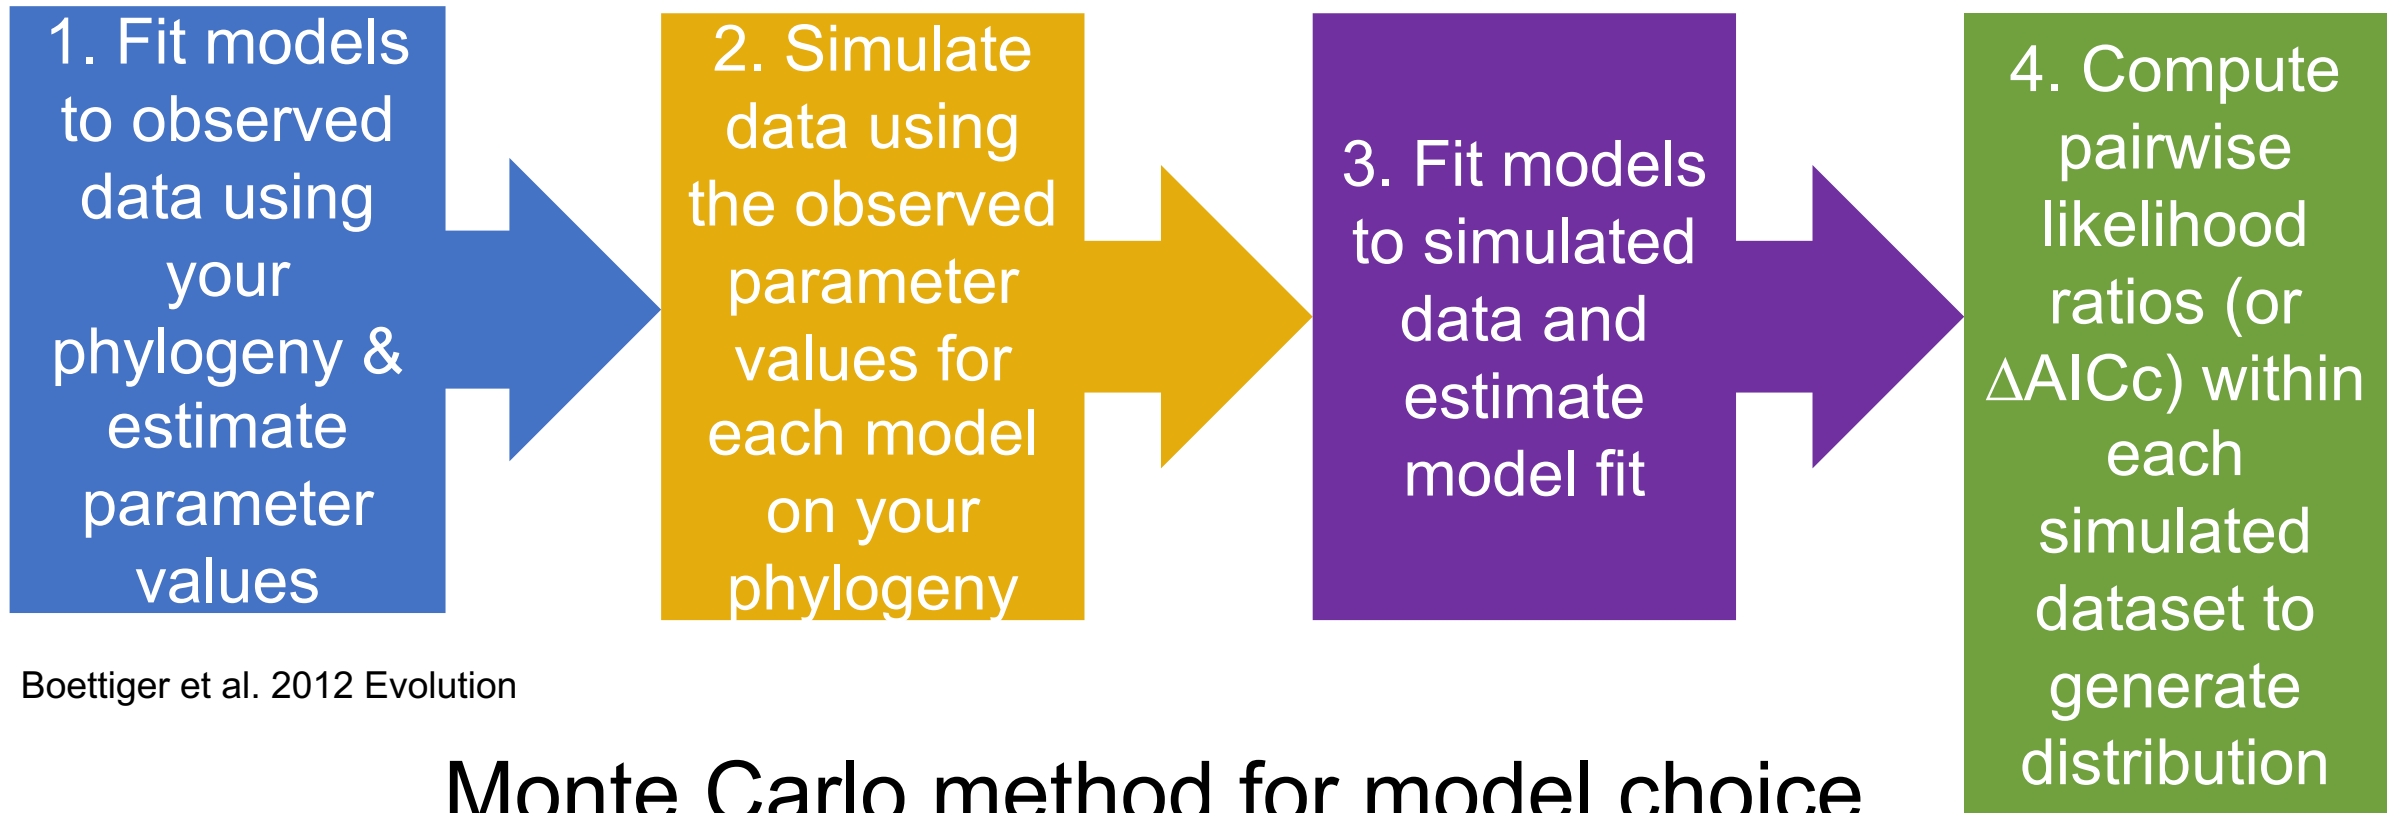 1. Fit models
to observed
data using
your
phylogeny &
estimate
parameter
values
2. Simulate
data using
the observed
parameter
values for
each model
on your
phylogeny
3. Fit models
to simulated
data and
estimate
model fit
4. Compute
pairwise
likelihood
ratios (or
∆AICc) within
each
simulated
dataset to
generate
distribution
Boettiger et al. 2012 Evolution
Monte Carlo method for model choice